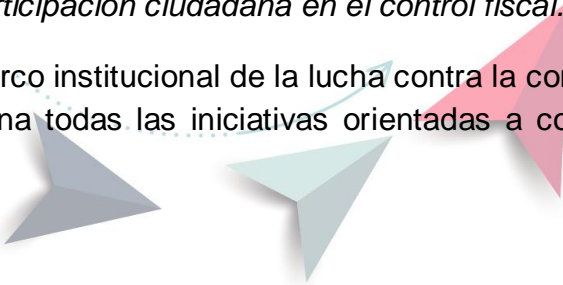 ticipación ciudadana en el control fiscal.
rco institucional de la lucha contra la cor
na todas las iniciativas orientadas a co